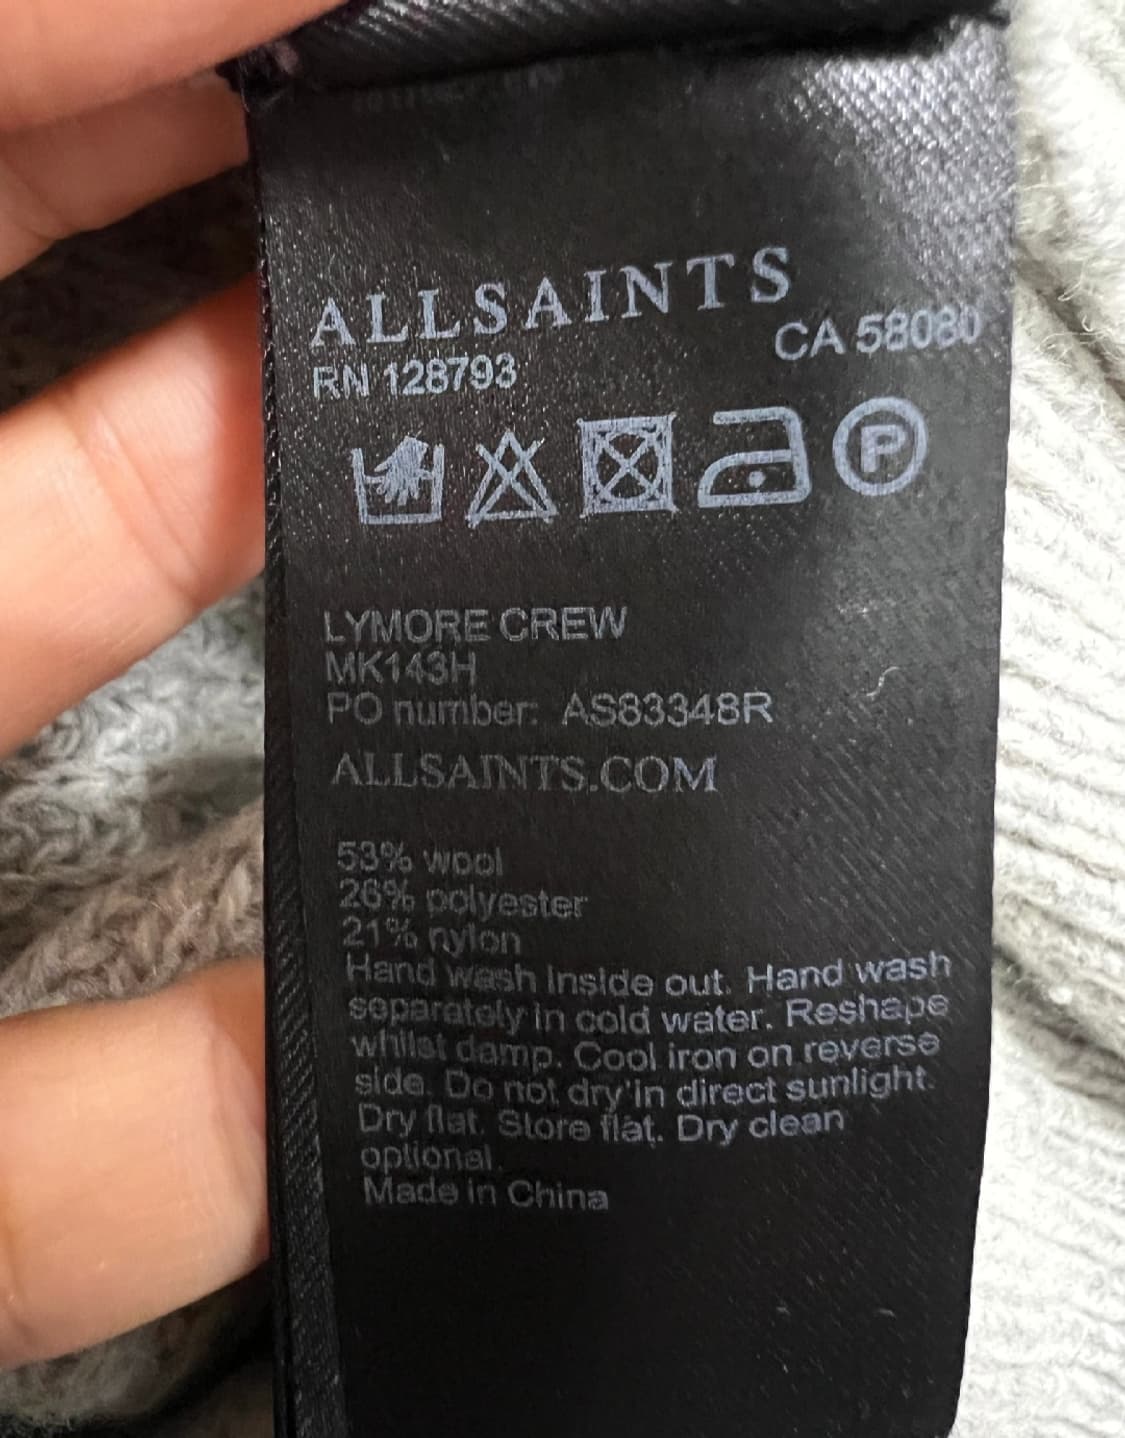 ALLSAINTS
RN 128793 CA 58080
P
LYMORE CREW
MK143H
PO number: AS83348R
ALLSAINTS.COM
53% wool
26% polyester
21% nylon
Hand wash inside out. Hand wash
separately in cold water. Reshape
whilst damp. Cool iron on reverse
side. Do not dry in direct sunlight.
Dry flat. Store flat. Dry clean
optional.
Made in China